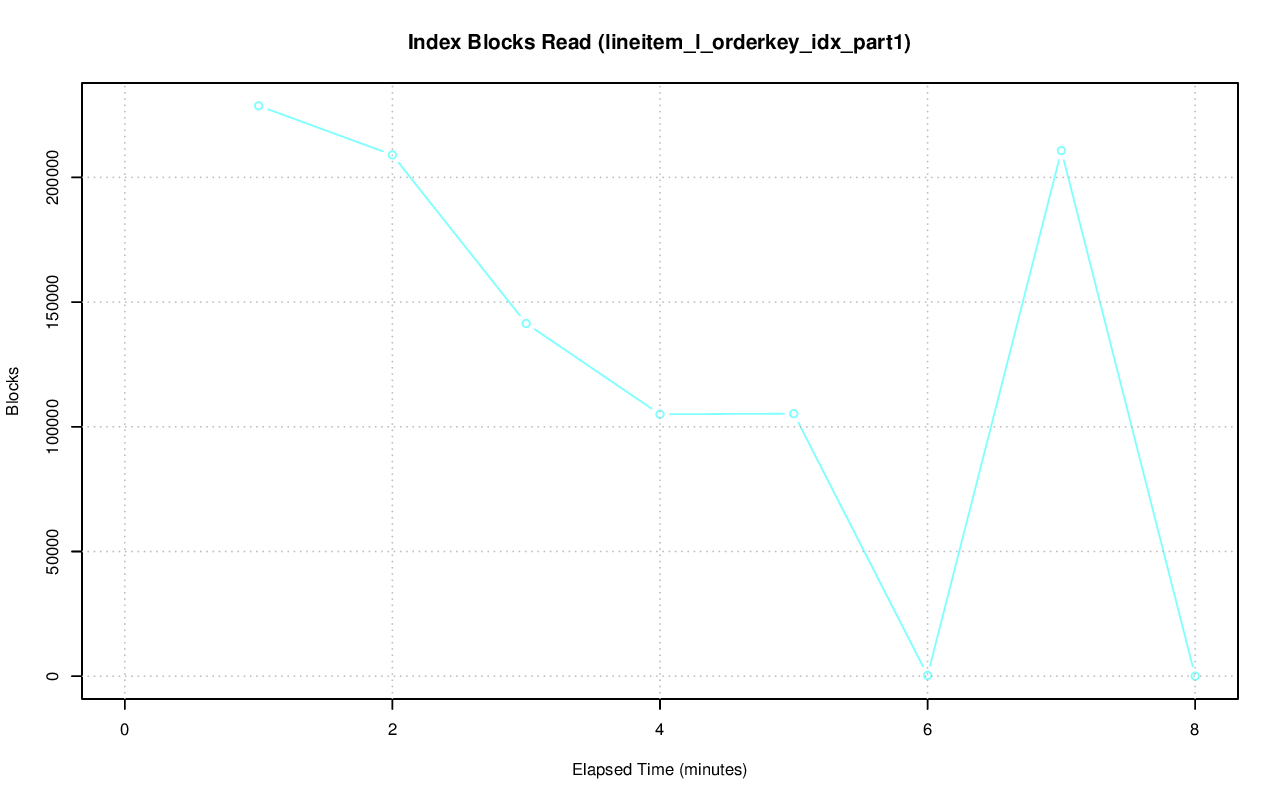 Index Blocks Read (lineitem_l_orderkey_idx_part1)
Blocks
200000
150000
100000
50000
0
0 2 4 6 8
Elapsed Time (minutes)